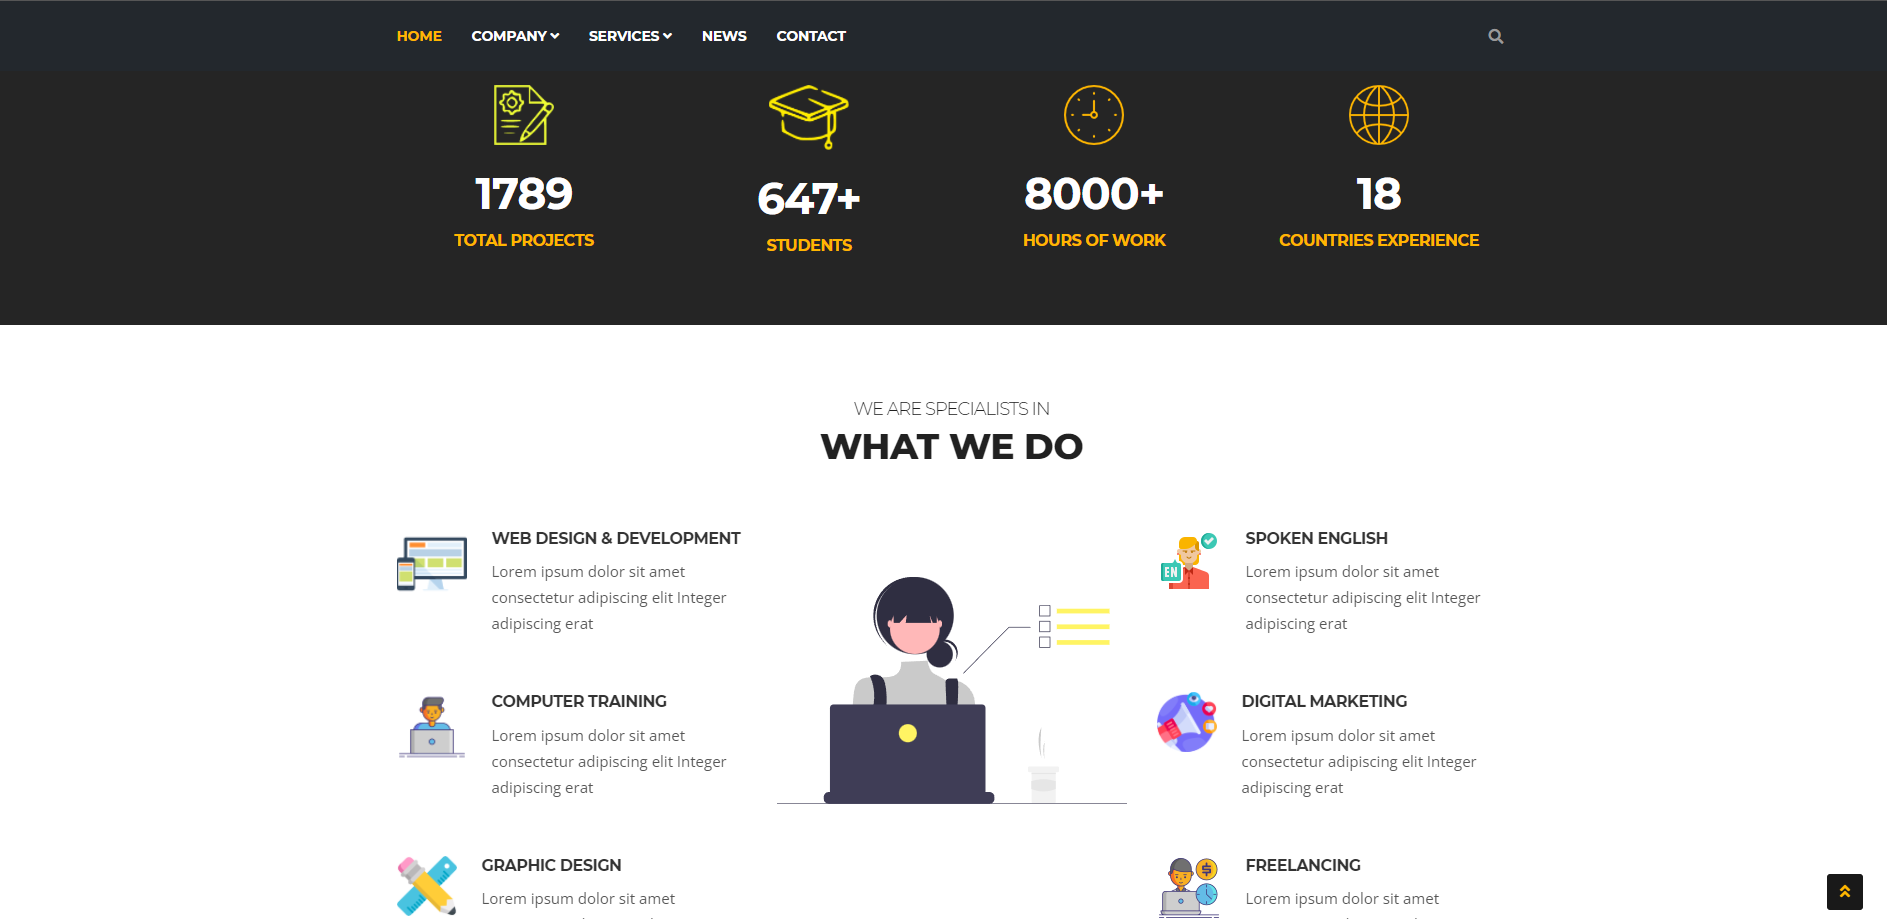 HOME COMPANY SERVICES NEWS CONTACT
1789
TOTAL PROJECTS
647+
STUDENTS
8000+
HOURS OF WORK
18
COUNTRIES EXPERIENCE
WE ARE SPECIALISTS IN
WHAT WE DO
WEB DESIGN & DEVELOPMENT
Lorem ipsum dolor sit amet
consectetur adipiscing elit Integer
adipiscing erat
COMPUTER TRAINING
Lorem ipsum dolor sit amet
consectetur adipiscing elit Integer
adipiscing erat
GRAPHIC DESIGN
Lorem ipsum dolor sit amet
EN
SPOKEN ENGLISH
Lorem ipsum dolor sit amet
consectetur adipiscing elit Integer
adipiscing erat
DIGITAL MARKETING
Lorem ipsum dolor sit amet
consectetur adipiscing elit Integer
adipiscing erat
FREELANCING
Lorem ipsum dolor sit amet